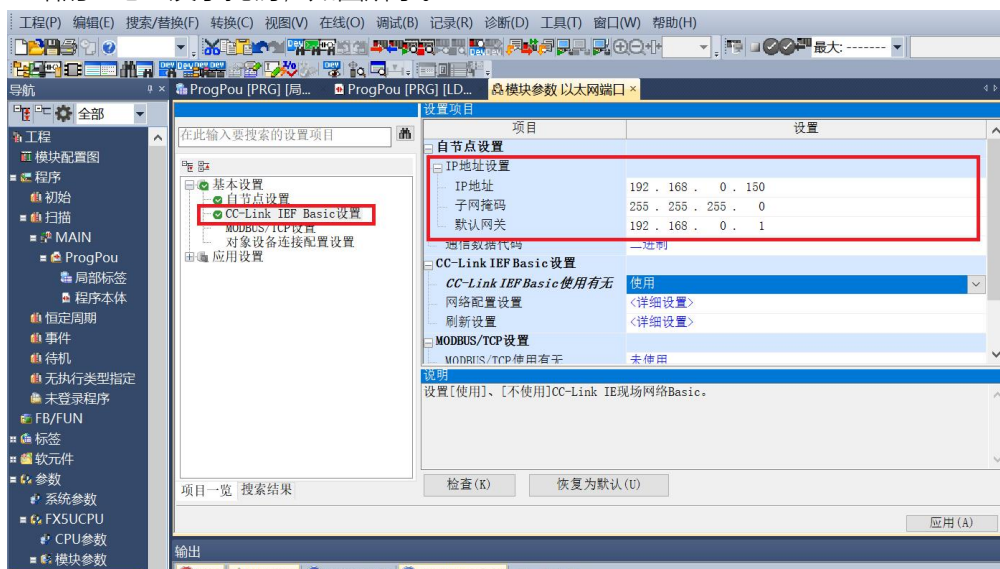 工程(P) 编辑(E) 搜索/替换(F) 转换(C) 视图(V) 在线(O) 调试(B) 记录(R) 诊断(D) 工具(T) 窗口(W) 帮助(H)
最大: -------
导航
ProgPou [PRG] [局...
ProgPou [PRG] [LD...
模块参数 以太网端口
全部
工程
模块配置图
程序
初始
扫描
MAIN
ProgPou
局部标签
程序本体
恒定周期
事件
待机
无执行类型指定
未登录程序
FB/FUN
标签
软元件
参数
系统参数
FX5UCPU
CPU参数
模块参数
在此输入要搜索的设置项目
基本设置
自节点设置
CC-Link IEF Basic设置
MODBUS/TCP设置
对象设备连接配置设置
应用设置
项目一览 搜索结果
设置项目
项目 设置
自节点设置
IP地址设置
IP地址 192 . 168 . 0 . 150
子网掩码 255 . 255 . 255 . 0
默认网关 192 . 168 . 0 . 1
通信数据代码 二进制
CC-Link IEF Basic设置
CC-Link IEF Basic使用有无 使用
网络配置设置 <详细设置>
刷新设置 <详细设置>
MODBUS/TCP设置
MODBUS/TCP使用有无 未使用
说明
设置[使用]、[不使用]CC-Link IE现场网络Basic。
检查(K) 恢复为默认(U)
应用(A)
输出